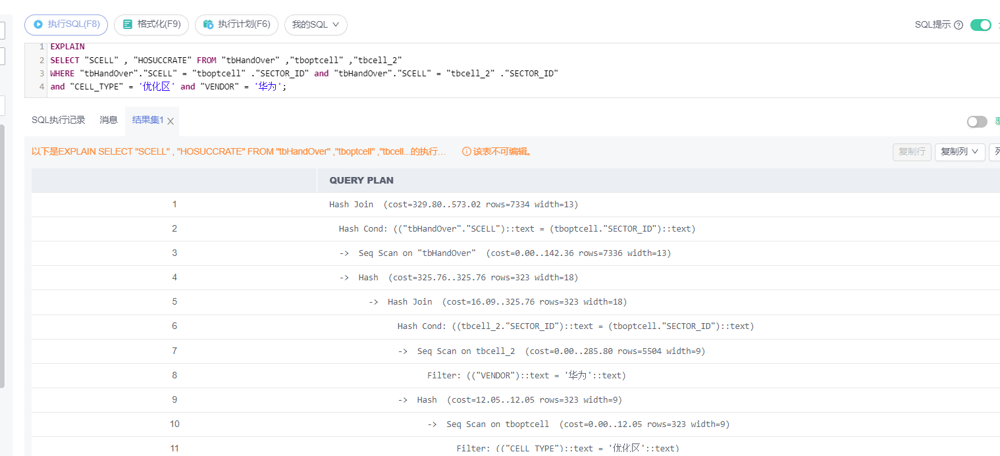 执行SQL(F8) 格式化(F9) 执行计划(F6) 我的SQL SQL提示
1 EXPLAIN
2 SELECT "SCELL" , "HOSUCCRATE" FROM "tbHandOver" ,"tboptcell" ,"tbcell_2"
3 WHERE "tbHandOver"."SCELL" = "tboptcell" ."SECTOR_ID" and "tbHandOver"."SCELL" = "tbcell_2" ."SECTOR_ID"
4 and "CELL_TYPE" = '优化区' and "VENDOR" = '华为';
SQL执行记录 消息 结果集1
以下是EXPLAIN SELECT "SCELL" , "HOSUCCRATE" FROM "tbHandOver" ,"tboptcell" ,"tbcell...的执行... 该表不可编辑。 复制行 复制列
QUERY PLAN
1 Hash Join (cost=329.80..573.02 rows=7334 width=13)
2 Hash Cond: (("tbHandOver"."SCELL")::text = (tboptcell."SECTOR_ID")::text)
3 -> Seq Scan on "tbHandOver" (cost=0.00..142.36 rows=7336 width=13)
4 -> Hash (cost=325.76..325.76 rows=323 width=18)
5 -> Hash Join (cost=16.09..325.76 rows=323 width=18)
6 Hash Cond: ((tbcell_2."SECTOR_ID")::text = (tboptcell."SECTOR_ID")::text)
7 -> Seq Scan on tbcell_2 (cost=0.00..285.80 rows=5504 width=9)
8 Filter: (("VENDOR")::text = '华为'::text)
9 -> Hash (cost=12.05..12.05 rows=323 width=9)
10 -> Seq Scan on tboptcell (cost=0.00..12.05 rows=323 width=9)
11 Filter: (("CELL_TYPE")::text = '优化区'::text)